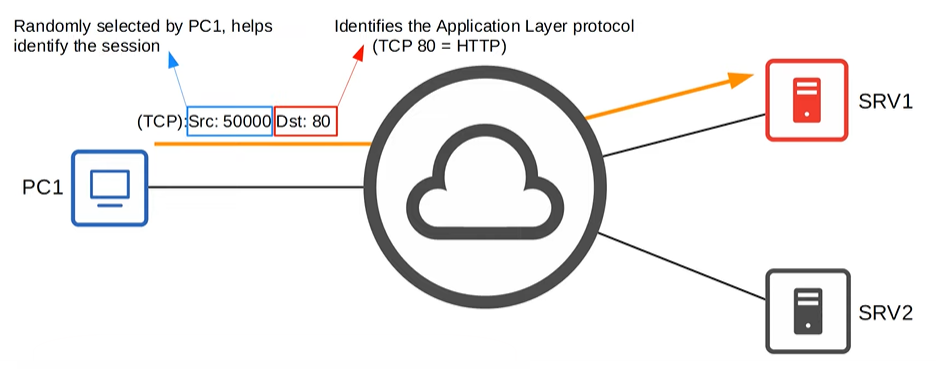 Randomly selected by PC1, helps
identify the session
Identifies the Application Layer protocol
(TCP 80 = HTTP)
(TCP):Src: 50000 Dst: 80
PC1
SRV1
SRV2